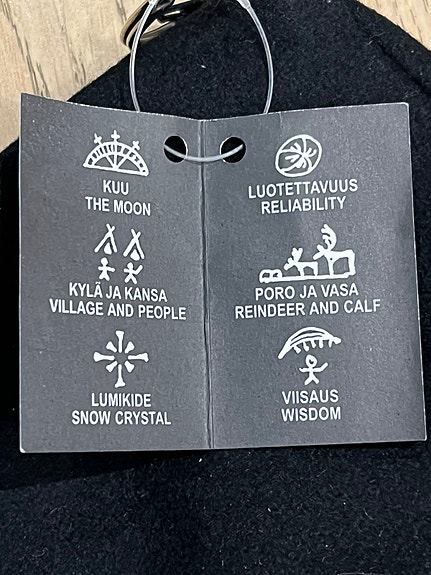 KUU
THE MOON
KYLÄ JA KANSA
VILLAGE AND PEOPLE
LUMIKIDE
SNOW CRYSTAL
LUOTETTAVUUS
RELIABILITY
PORO JA VASA
REINDEER AND CALF
VIISAUS
WISDOM